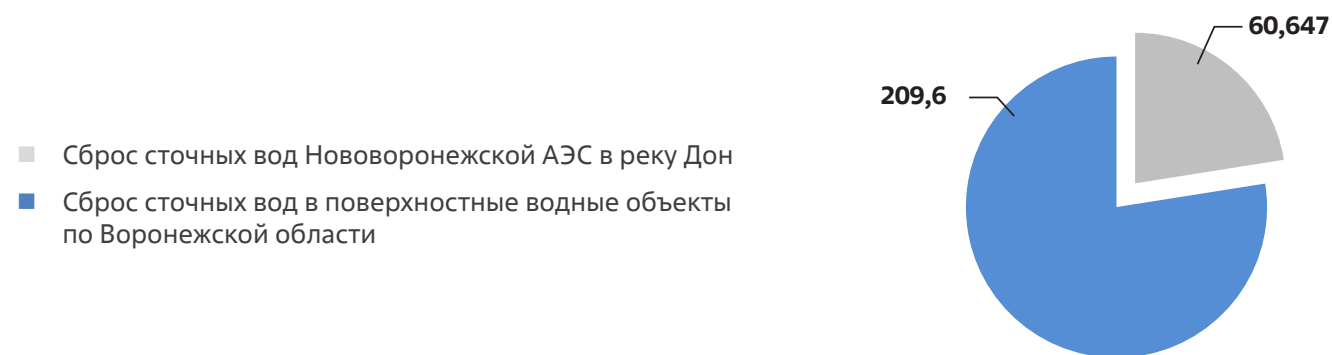 60,647
209,6
Сброс сточных вод Нововоронежской АЭС в реку Дон
Сброс сточных вод в поверхностные водные объекты
по Воронежской области